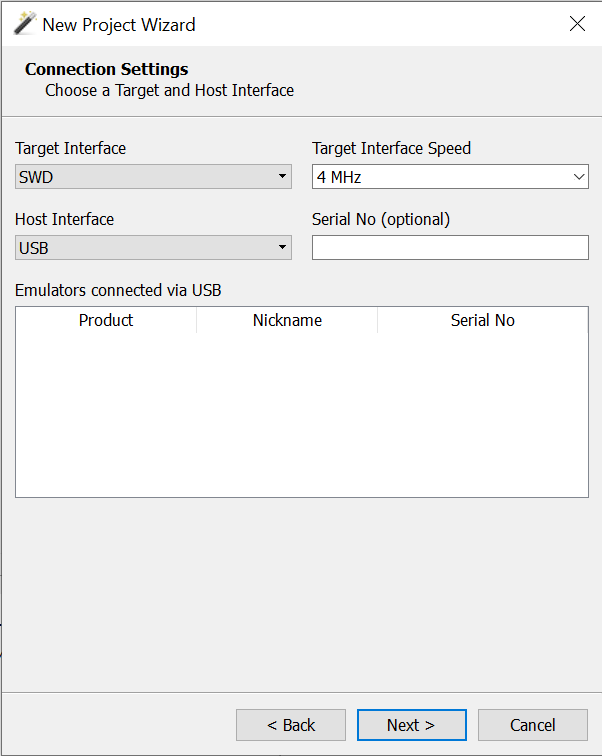 New Project Wizard
Connection Settings
Choose a Target and Host Interface
Target Interface
Target Interface Speed
SWD
4 MHz
Host Interface
Serial No (optional)
USB
Emulators connected via USB
Product Nickname Serial No
< Back Next > Cancel